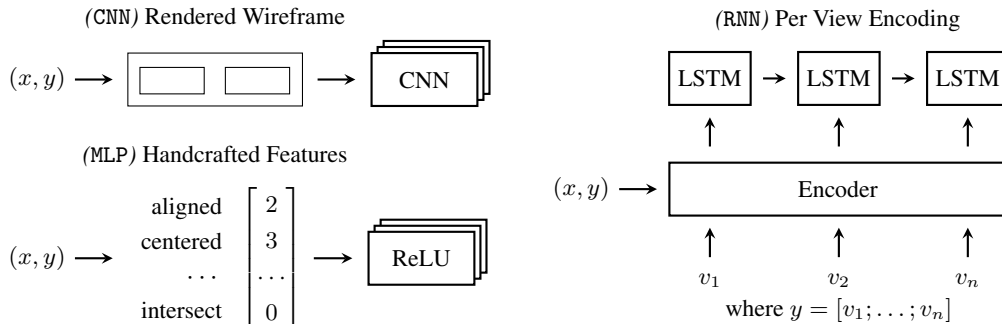 (CNN) Rendered Wireframe
(x, y)
CNN
(MLP) Handcrafted Features
(x, y)
aligned 2
centered 3
... ...
intersect 0
ReLU
(RNN) Per View Encoding
LSTM LSTM LSTM
(x, y)
Encoder
v₁ v₂ vₙ
where y = [v₁; . . . ; vₙ]